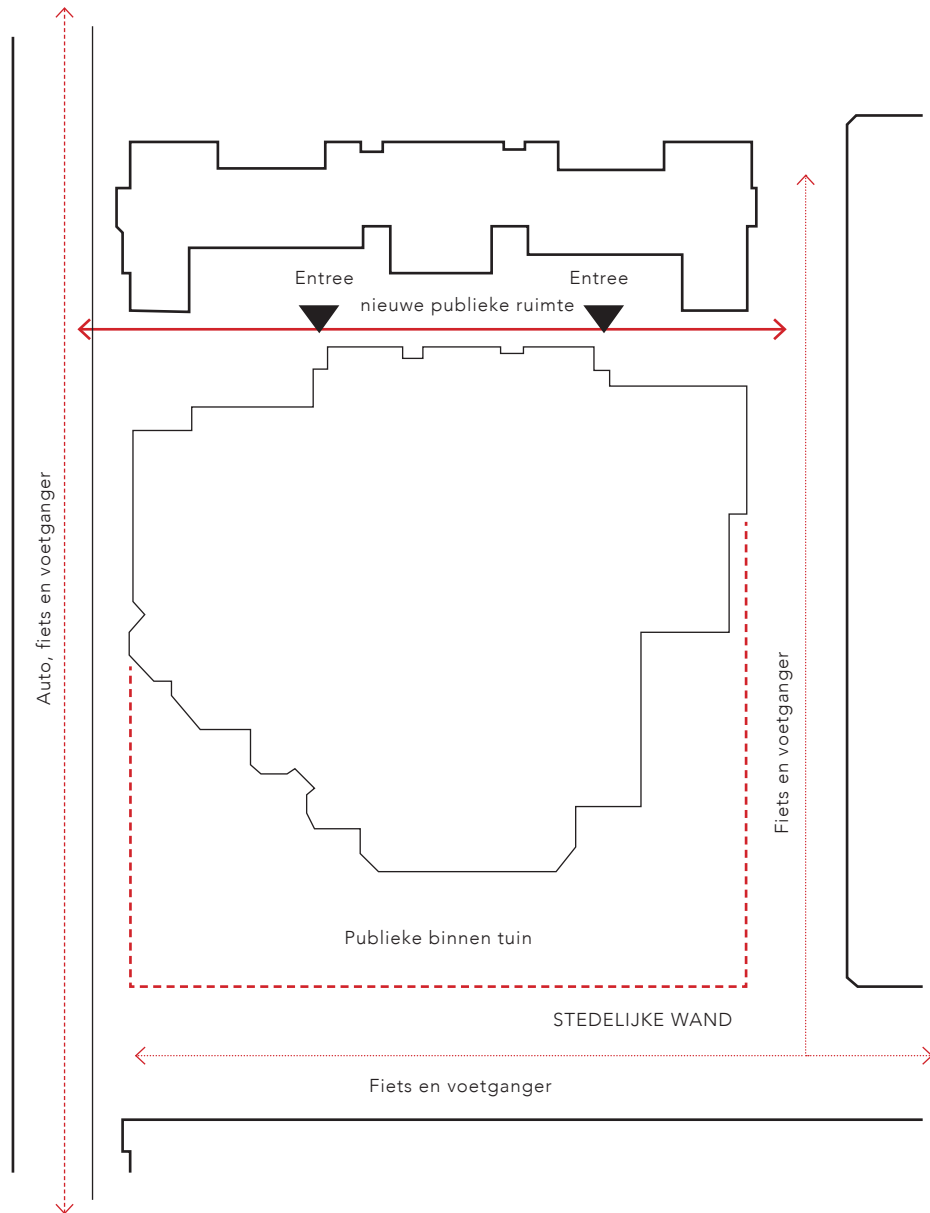 Entree
Entree
nieuwe publieke ruimte
Auto, fiets en voetganger
Fiets en voetganger
Publieke binnen tuin
STEDELIJKE WAND
Fiets en voetganger